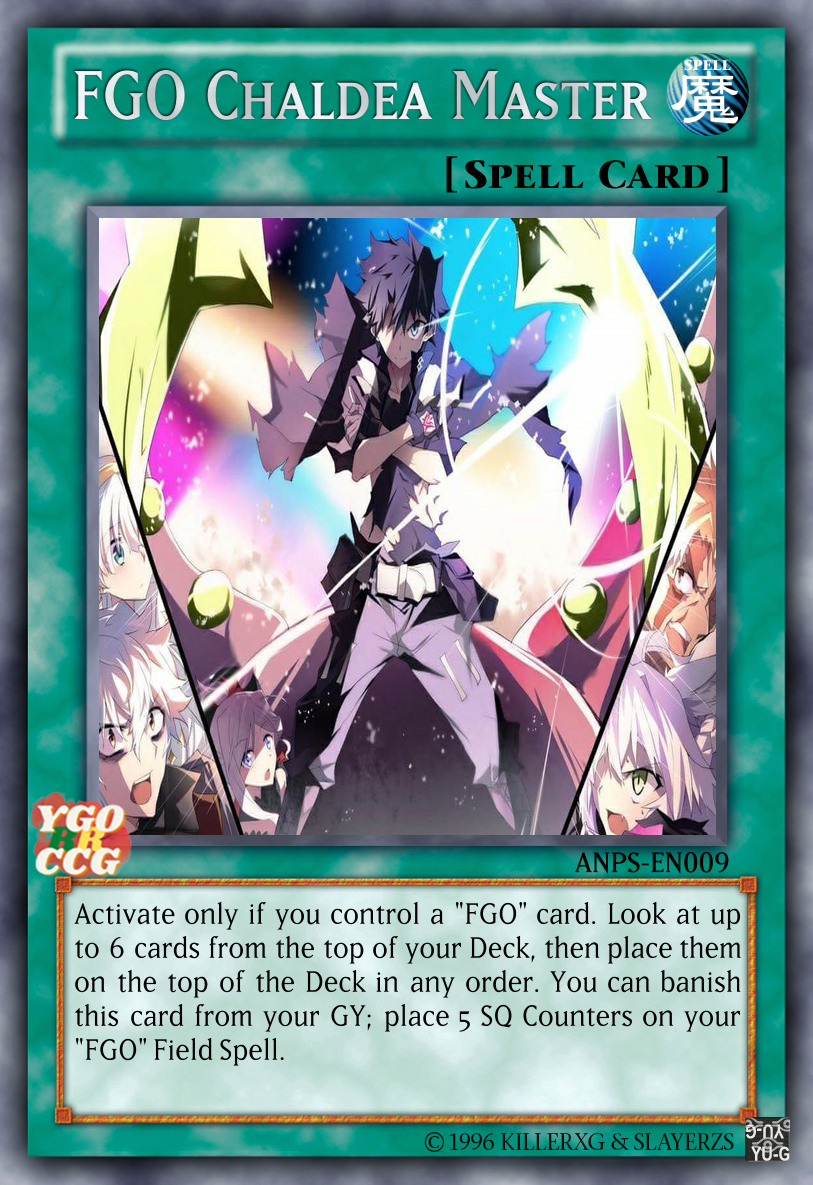 FGO CHALDEA MASTER
SPELL
魔
[SPELL CARD]
YGO
CCG
ANPS-EN009
Activate only if you control a "FGO" card. Look at up
to 6 cards from the top of your Deck, then place them
on the top of the Deck in any order. You can banish
this card from your GY; place 5 SQ Counters on your
"FGO" Field Spell.
© 1996 KILLERXG & SLAYERZS
YU-G